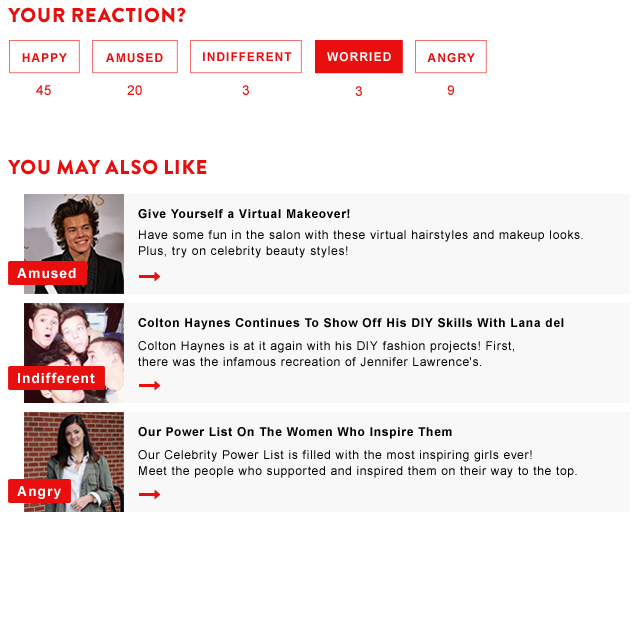 YOUR REACTION?
HAPPY AMUSED INDIFFERENT WORRIED ANGRY
45 20 3 3 9
YOU MAY ALSO LIKE
Give Yourself a Virtual Makeover!
Have some fun in the salon with these virtual hairstyles and makeup looks.
Plus, try on celebrity beauty styles!
Amused
Colton Haynes Continues To Show Off His DIY Skills With Lana del
Colton Haynes is at it again with his DIY fashion projects! First,
there was the infamous recreation of Jennifer Lawrence's.
Indifferent
Our Power List On The Women Who Inspire Them
Our Celebrity Power List is filled with the most inspiring girls ever!
Meet the people who supported and inspired them on their way to the top.
Angry